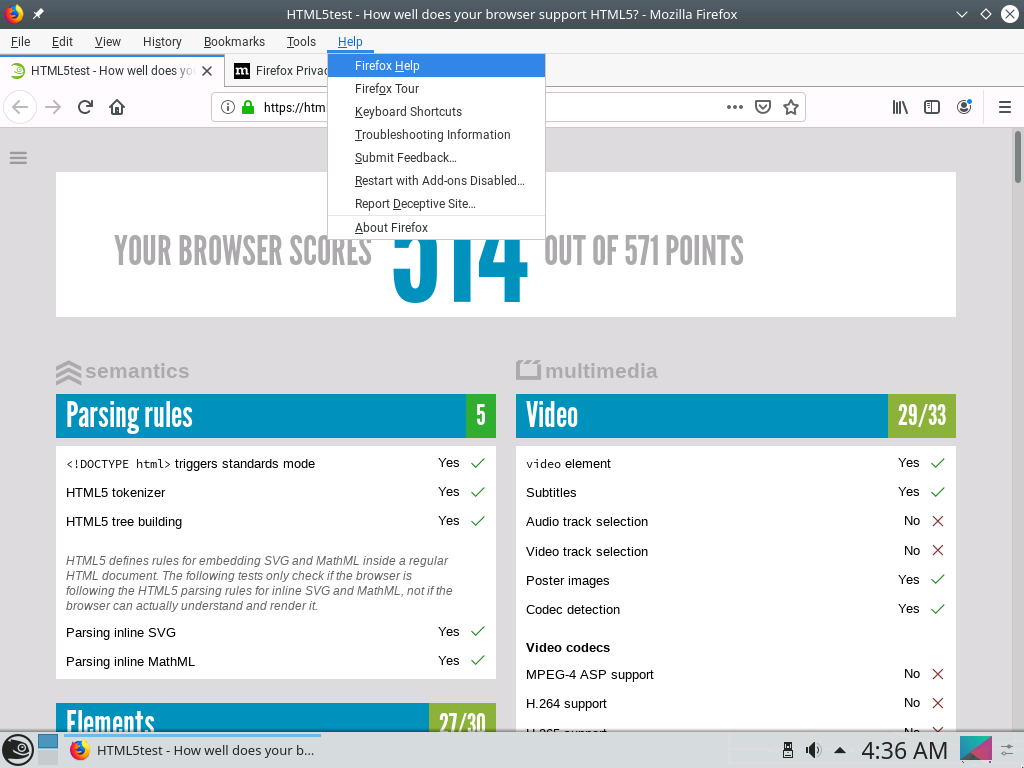 HTML5test - How well does your browser support HTML5? - Mozilla Firefox
File Edit View History Bookmarks Tools Help
HTML5test - How well does yo
Firefox Priva
https://htm
Firefox Help
Firefox Tour
Keyboard Shortcuts
Troubleshooting Information
Submit Feedback...
Restart with Add-ons Disabled...
Report Deceptive Site...
About Firefox
YOUR BROWSER SCORES 514 OUT OF 571 POINTS
semantics
Parsing rules 5
<!DOCTYPE html> triggers standards mode Yes
HTML5 tokenizer Yes
HTML5 tree building Yes
HTML5 defines rules for embedding SVG and MathML inside a regular
HTML document. The following tests only check if the browser is
following the HTML5 parsing rules for inline SVG and MathML, not if the
browser can actually understand and render it.
Parsing inline SVG Yes
Parsing inline MathML Yes
Elements 27/30
multimedia
Video 29/33
video element Yes
Subtitles Yes
Audio track selection No
Video track selection No
Poster images Yes
Codec detection Yes
Video codecs
MPEG-4 ASP support No
H.264 support No
H.265 support No
HTML5test - How well does your b...
4:36 AM